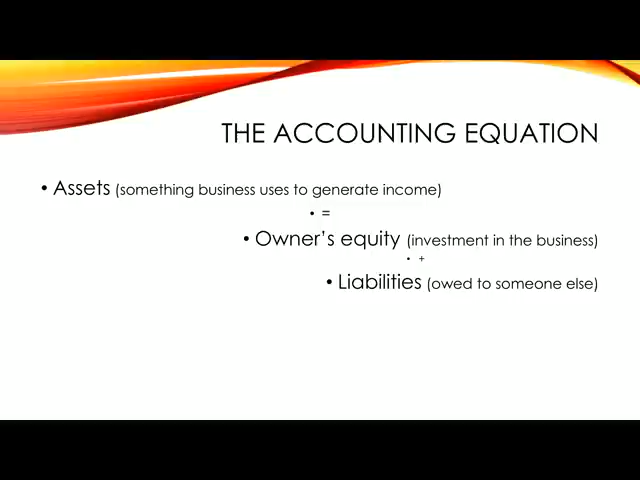 THE ACCOUNTING EQUATION
• Assets (something business uses to generate income)
• =
• Owner's equity (investment in the business)
• +
• Liabilities (owed to someone else)